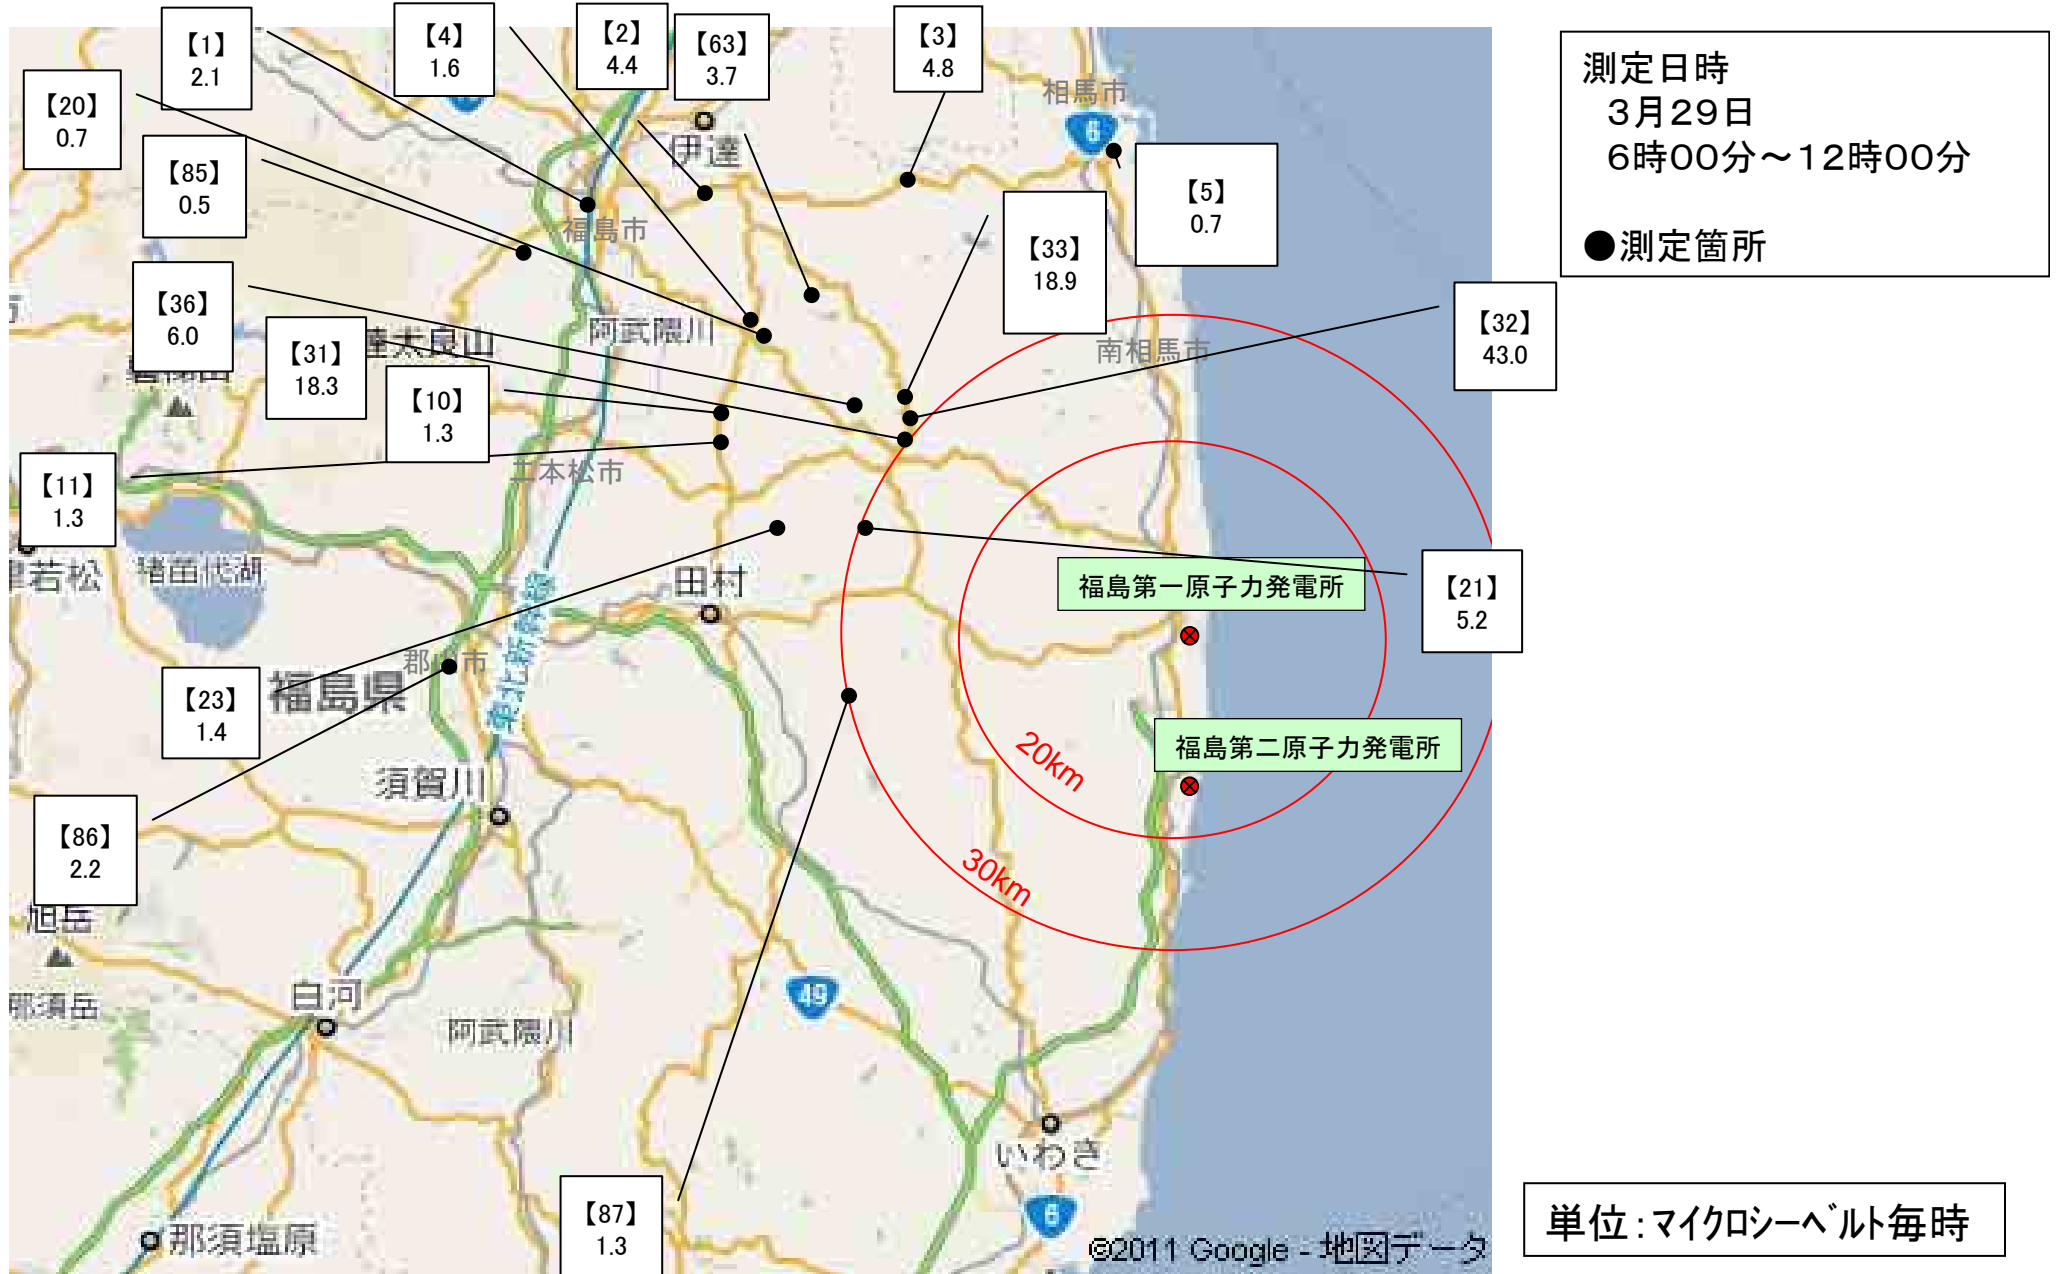 【1】
2.1
【4】
1.6
【2】
4.4
【63】
3.7
【3】
4.8
測定日時
3月29日
6時00分～12時00分
●測定箇所
【20】
0.7
【85】
0.5
相馬市
6
伊達
【5】
0.7
福島市
【33】
18.9
【36】
6.0
【31】
18.3
良山
阿武隈川
南相馬市
【32】
43.0
【10】
1.3
【11】
1.3
二本松市
若松
猪苗代湖
田村
福島第一原子力発電所
【21】
5.2
東北新幹線
郡山市
福島県
【23】
1.4
福島第二原子力発電所
20km
須賀川
【86】
2.2
30km
旭岳
那須岳
白河
阿武隈川
49
いわき
6
【87】
1.3
那須塩原
©2011 Google - 地図データ
単位：マイクロシーベルト毎時